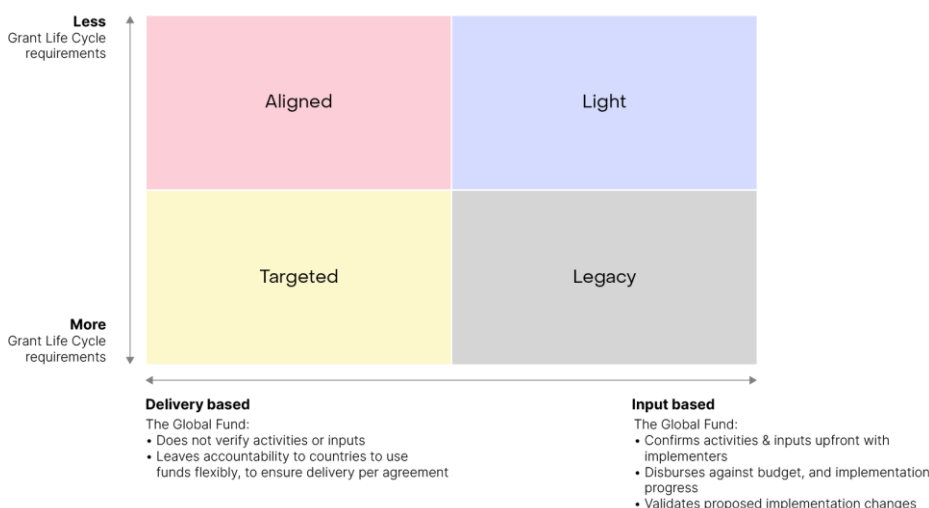 Less
Grant Life Cycle
requirements
Aligned
Light
Targeted
Legacy
More
Grant Life Cycle
requirements
Delivery based
The Global Fund:
• Does not verify activities or inputs
• Leaves accountability to countries to use
funds flexibly, to ensure delivery per agreement
Input based
The Global Fund:
• Confirms activities & inputs upfront with
implementers
• Disburses against budget, and implementation
progress
• Validates proposed implementation changes